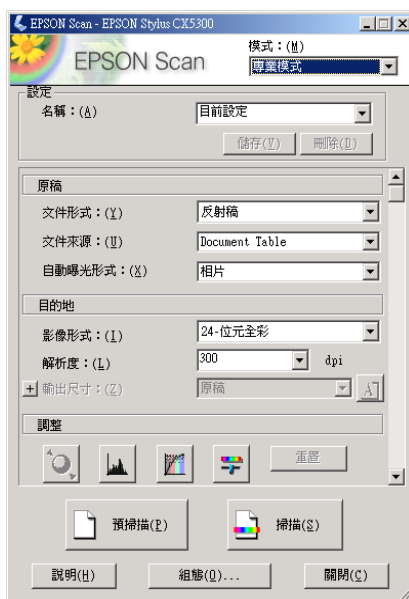 EPSON Scan - EPSON Stylus CX5300
EPSON Scan
模式：(M)
專業模式
設定
名稱：(A)
目前設定
儲存(V)
刪除(D)
原稿
文件形式：(Y)
反射稿
文件來源：(U)
Document Table
自動曝光形式：(X)
相片
目的地
影像形式：(I)
24-位元全彩
解析度：(L)
300
dpi
輸出尺寸：(Z)
原稿
調整
重置
預掃描(P)
掃描(S)
說明(H)
組態(O)...
關閉(C)